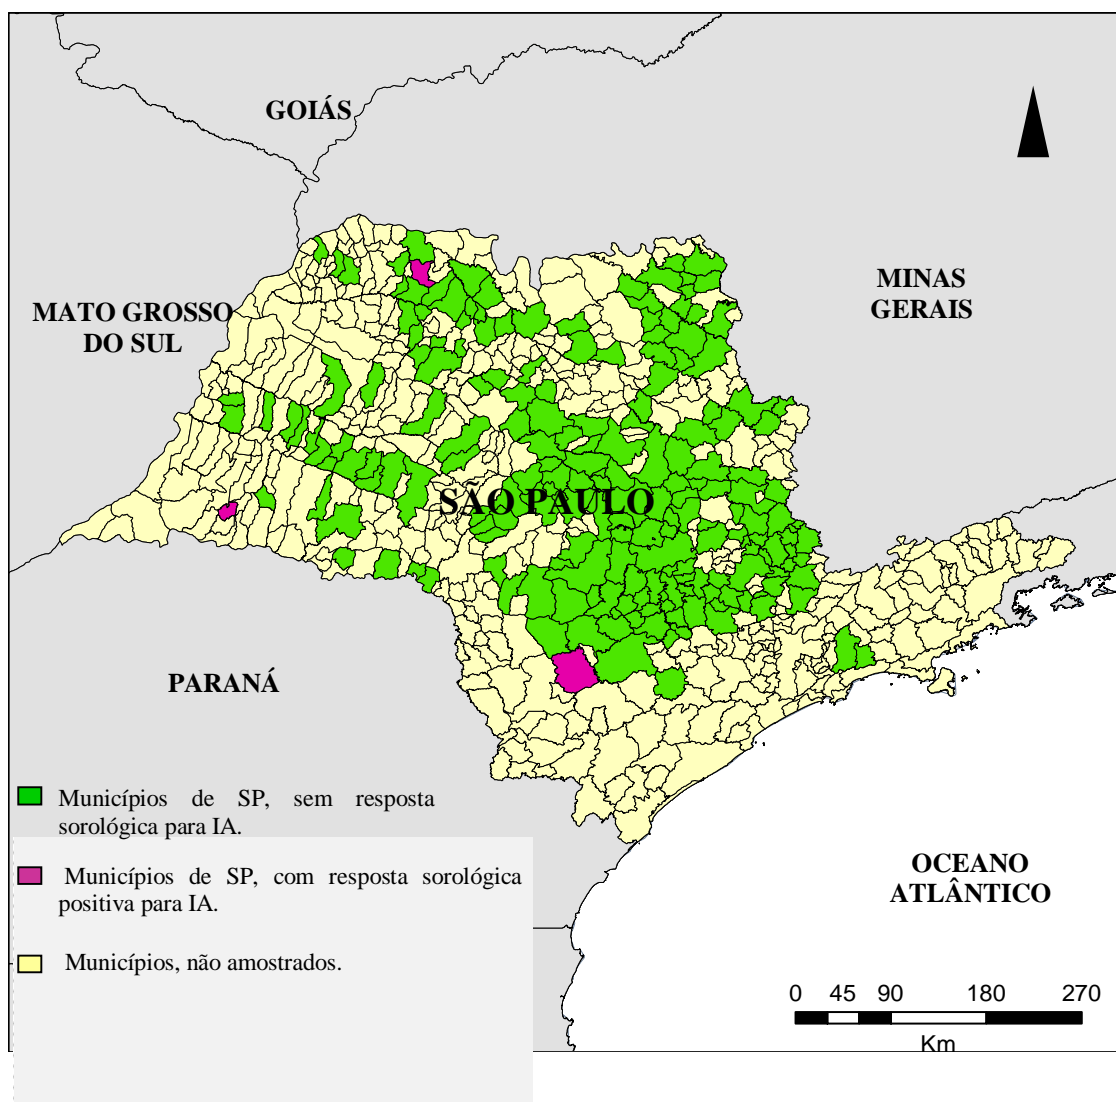 GOIÁS
MINAS
GERAIS
MATO GROSSO
DO SUL
SÃO PAULO
PARANÁ
Municípios de SP, sem resposta
sorológica para IA.
Municípios de SP, com resposta sorológica
positiva para IA.
Municípios, não amostrados.
OCEANO
ATLÂNTICO
0 45 90 180 270
Km